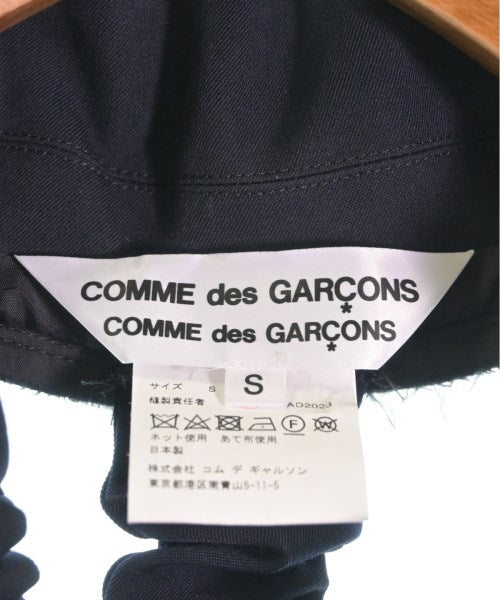 COMME des GARÇONS
COMME des GARÇONS
サイズ S
S
縫製責任者 AD2023
ネット使用 あて布使用
日本製
株式会社 コム デ ギャルソン
東京都港区南青山5-11-5